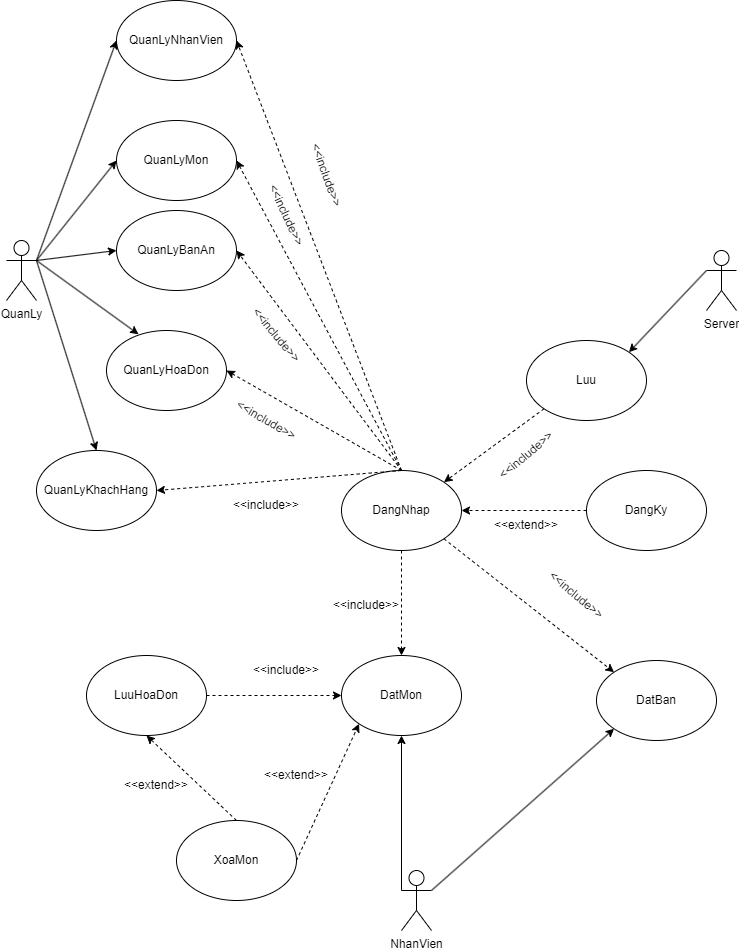 QuanLyNhanVien
<<include>>
QuanLyMon
<<include>>
QuanLyBanAn
QuanLy
Server
<<include>>
QuanLyHoaDon
Luu
<<include>>
<<include>>
QuanLyKhachHang
<<include>>
DangNhap
DangKy
<<extend>>
<<include>>
<<include>>
<<include>>
LuuHoaDon
DatMon
DatBan
<<extend>>
<<extend>>
XoaMon
NhanVien